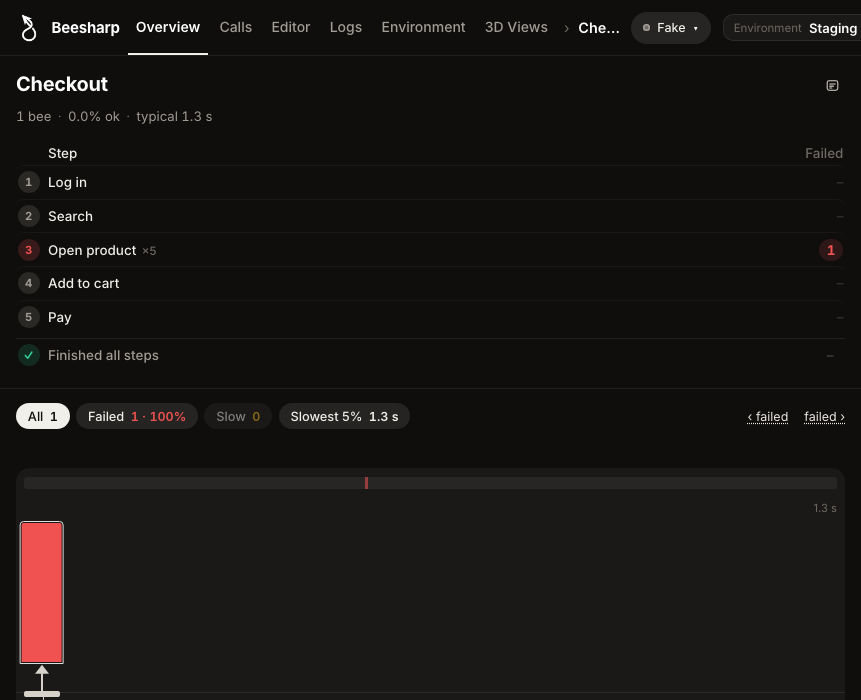 Beesharp Overview Calls Editor Logs Environment 3D Views › Che... Fake ▾ Environment Staging
Checkout
1 bee · 0.0% ok · typical 1.3 s
Step Failed
1 Log in –
2 Search –
3 Open product ×5 1
4 Add to cart –
5 Pay –
Finished all steps –
All 1 Failed 1 · 100% Slow 0 Slowest 5% 1.3 s ‹ failed failed ›
1.3 s